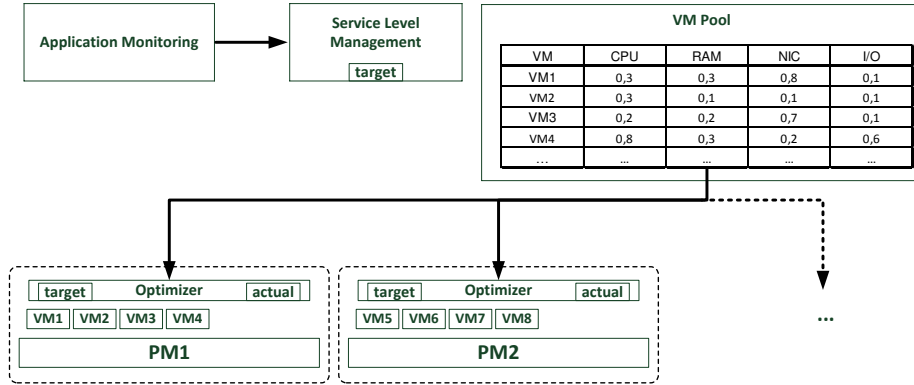 Application Monitoring
Service Level
Management
target
VM Pool
VM CPU RAM NIC I/O
VM1 0,3 0,3 0,8 0,1
VM2 0,3 0,1 0,1 0,1
VM3 0,2 0,2 0,7 0,1
VM4 0,8 0,3 0,2 0,6
... ... ... ... ...
target Optimizer actual
VM1 VM2 VM3 VM4
PM1
target Optimizer actual
VM5 VM6 VM7 VM8
PM2
...